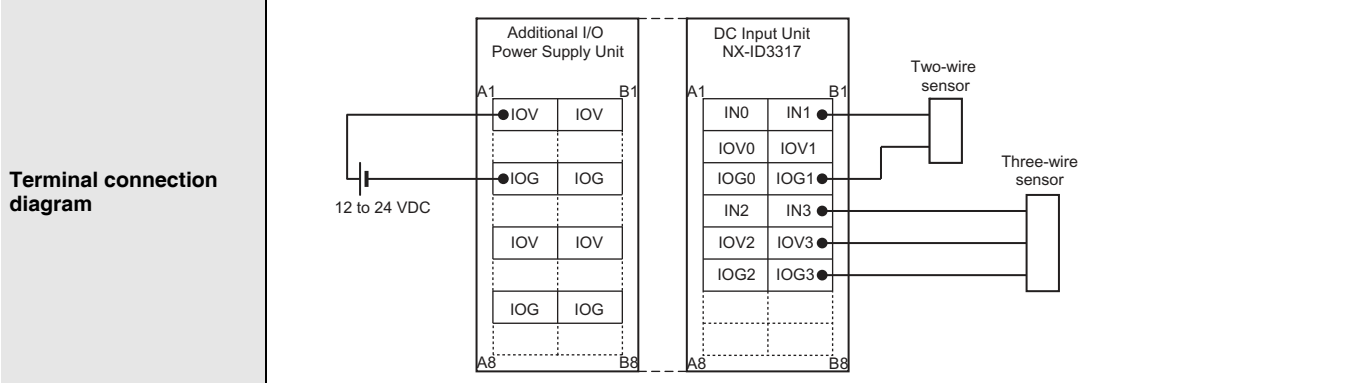 Terminal connection
diagram
Additional I/O
Power Supply Unit
A1 B1
IOV IOV
IOG IOG
IOV IOV
IOG IOG
A8 B8
12 to 24 VDC
DC Input Unit
NX-ID3317
A1 B1
IN0 IN1
IOV0 IOV1
IOG0 IOG1
IN2 IN3
IOV2 IOV3
IOG2 IOG3
A8 B8
Two-wire
sensor
Three-wire
sensor